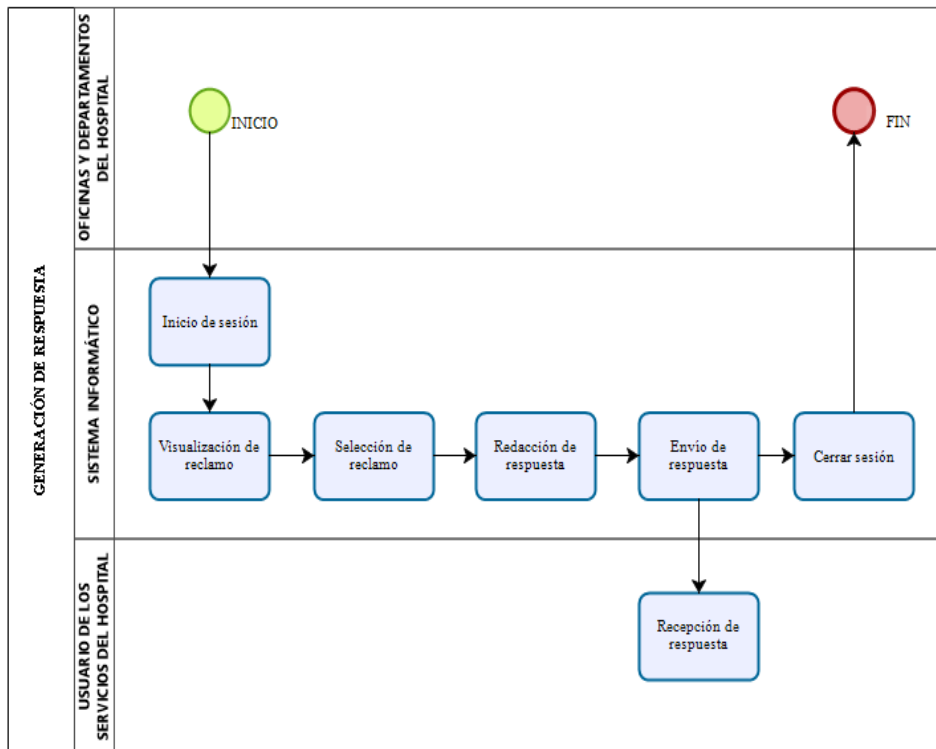 GENERACIÓN DE RESPUESTA
OFICINAS Y DEPARTAMENTOS
DEL HOSPITAL
INICIO
FIN
SISTEMA INFORMÁTICO
Inicio de sesión
Visualización de
reclamo
Selección de
reclamo
Redacción de
respuesta
Envío de
respuesta
Cerrar sesión
USUARIO DE LOS
SERVICIOS DEL HOSPITAL
Recepción de
respuesta